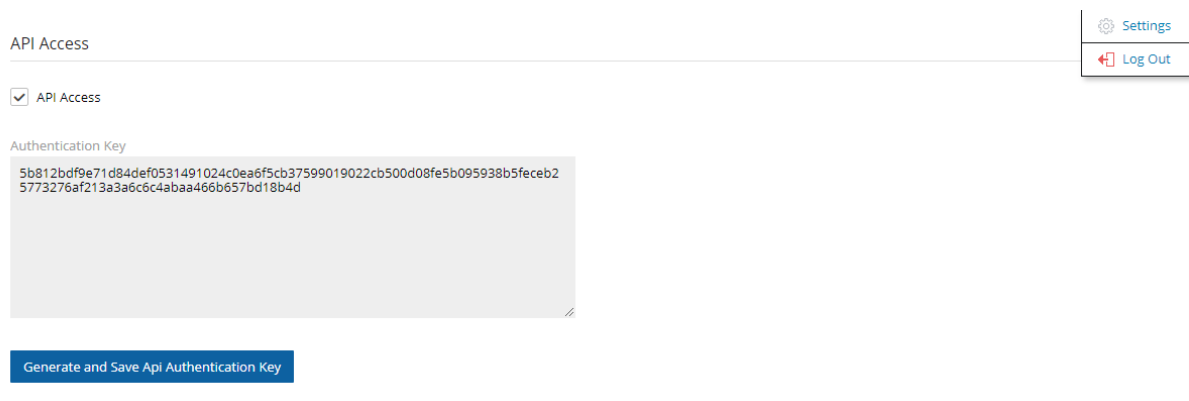 Settings
API Access
Log Out
API Access
Authentication Key
5b812bdf9e71d84def0531491024c0ea6f5cb37599019022cb500d08fe5b095938b5feceb2
5773276af213a3a6c6c4abaa466b657bd18b4d
Generate and Save Api Authentication Key